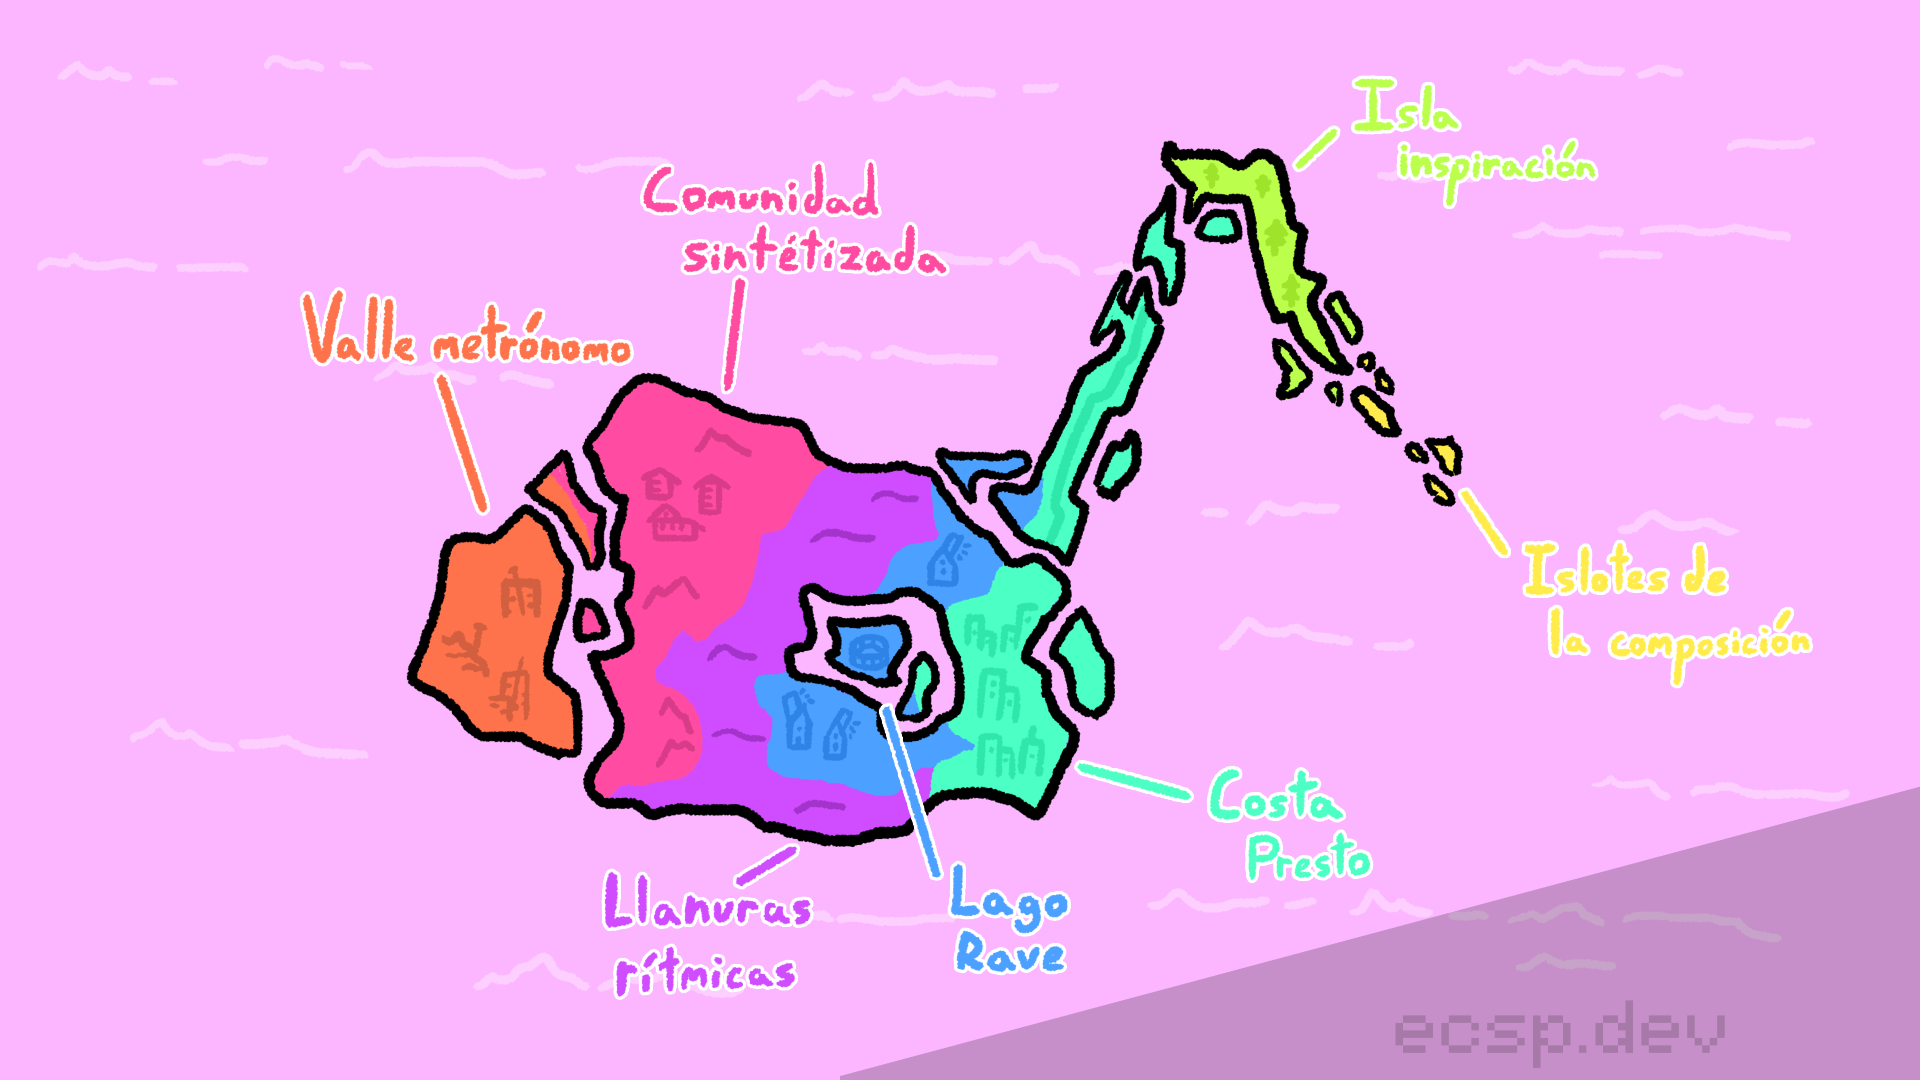 Isla
inspiración
Comunidad
sintétizada
Valle metrónomo
Islotes de
la composición
Costa
Presto
Llanuras
rítmicas
Lago
Rave
ecsp.dev